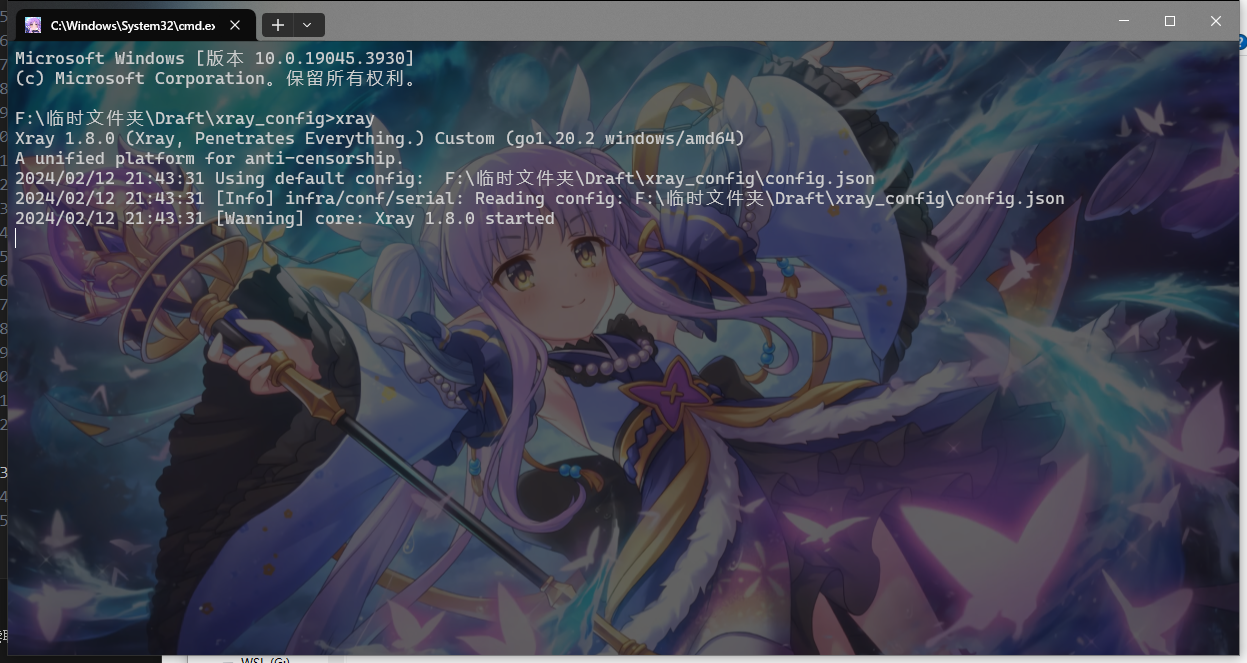 C:\Windows\System32\cmd.ex
Microsoft Windows [版本 10.0.19045.3930]
(c) Microsoft Corporation。保留所有权利。
F:\临时文件夹\Draft\xray_config>xray
Xray 1.8.0 (Xray, Penetrates Everything.) Custom (go1.20.2 windows/amd64)
A unified platform for anti-censorship.
2024/02/12 21:43:31 Using default config:  F:\临时文件夹\Draft\xray_config\config.json
2024/02/12 21:43:31 [Info] infra/conf/serial: Reading config: F:\临时文件夹\Draft\xray_config\config.json
2024/02/12 21:43:31 [Warning] core: Xray 1.8.0 started